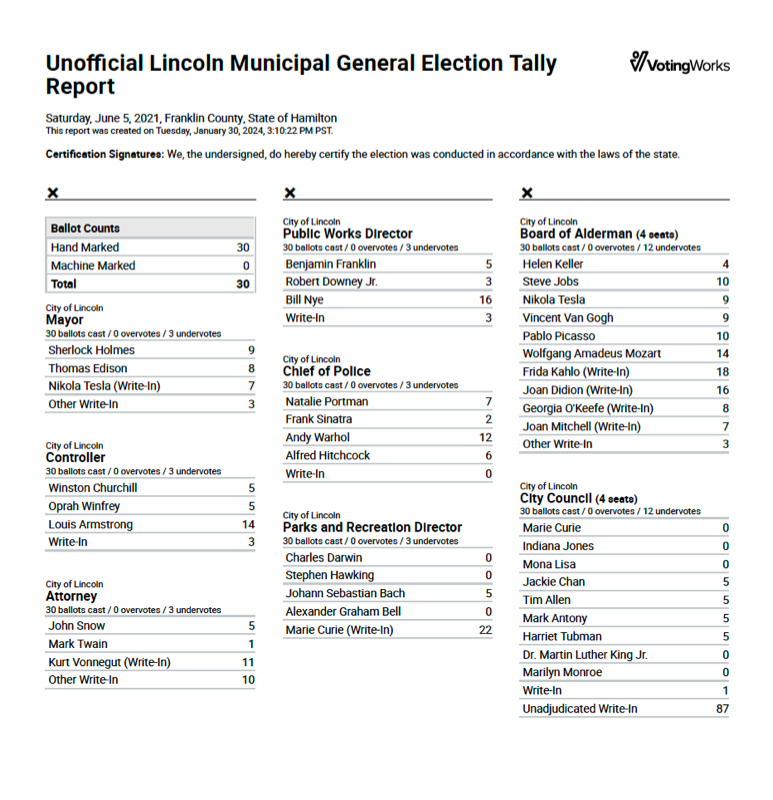 Unofficial Lincoln Municipal General Election Tally
Report
VotingWorks
Saturday, June 5, 2021, Franklin County, State of Hamilton
This report was created on Tuesday, January 30, 2024, 3:10:22 PM PST.
Certification Signatures: We, the undersigned, do hereby certify the election was conducted in accordance with the laws of the state.
X
Ballot Counts
Hand Marked 30
Machine Marked 0
Total 30
City of Lincoln
Mayor
30 ballots cast / 0 overvotes / 3 undervotes
Sherlock Holmes 9
Thomas Edison 8
Nikola Tesla (Write-In) 7
Other Write-In 3
City of Lincoln
Controller
30 ballots cast / 0 overvotes / 3 undervotes
Winston Churchill 5
Oprah Winfrey 5
Louis Armstrong 14
Write-In 3
City of Lincoln
Attorney
30 ballots cast / 0 overvotes / 3 undervotes
John Snow 5
Mark Twain 1
Kurt Vonnegut (Write-In) 11
Other Write-In 10
X
City of Lincoln
Public Works Director
30 ballots cast / 0 overvotes / 3 undervotes
Benjamin Franklin 5
Robert Downey Jr. 3
Bill Nye 16
Write-In 3
City of Lincoln
Chief of Police
30 ballots cast / 0 overvotes / 3 undervotes
Natalie Portman 7
Frank Sinatra 2
Andy Warhol 12
Alfred Hitchcock 6
Write-In 0
City of Lincoln
Parks and Recreation Director
30 ballots cast / 0 overvotes / 3 undervotes
Charles Darwin 0
Stephen Hawking 0
Johann Sebastian Bach 5
Alexander Graham Bell 0
Marie Curie (Write-In) 22
X
City of Lincoln
Board of Alderman (4 seats)
30 ballots cast / 0 overvotes / 12 undervotes
Helen Keller 4
Steve Jobs 10
Nikola Tesla 9
Vincent Van Gogh 9
Pablo Picasso 10
Wolfgang Amadeus Mozart 14
Frida Kahlo (Write-In) 18
Joan Didion (Write-In) 16
Georgia O'Keefe (Write-In) 8
Joan Mitchell (Write-In) 7
Other Write-In 3
City of Lincoln
City Council (4 seats)
30 ballots cast / 0 overvotes / 12 undervotes
Marie Curie 0
Indiana Jones 0
Mona Lisa 0
Jackie Chan 5
Tim Allen 5
Mark Antony 5
Harriet Tubman 5
Dr. Martin Luther King Jr. 0
Marilyn Monroe 0
Write-In 1
Unadjudicated Write-In 87